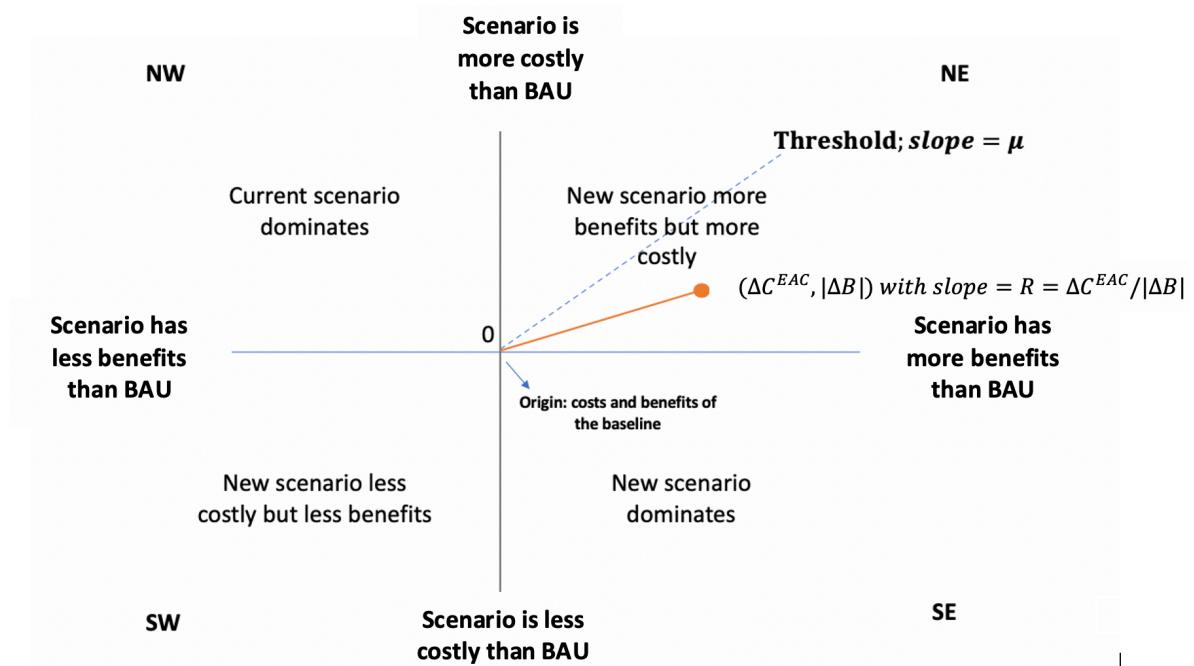 Scenario is
more costly
than BAU
NW
NE
Threshold; slope = μ
Current scenario
dominates
New scenario more
benefits but more
costly
(ΔC^{EAC}, |ΔB|) with slope = R = ΔC^{EAC}/|ΔB|
Scenario has
less benefits
than BAU
0
Scenario has
more benefits
than BAU
Origin: costs and benefits of
the baseline
New scenario less
costly but less benefits
New scenario
dominates
SW
Scenario is less
costly than BAU
SE